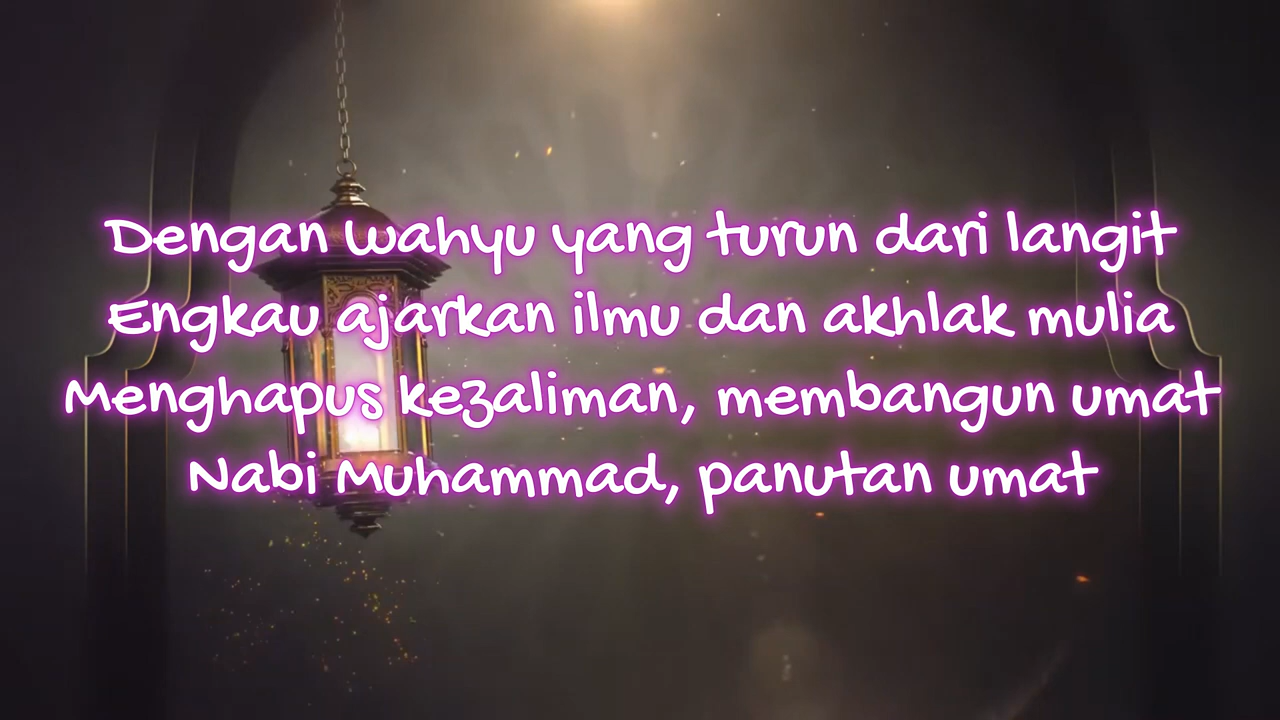 Dengan wahyu yang turun dari langit
Engkau ajarkan ilmu dan akhlak mulia
Menghapus kezaliman, membangun umat
Nabi Muhammad, panutan umat